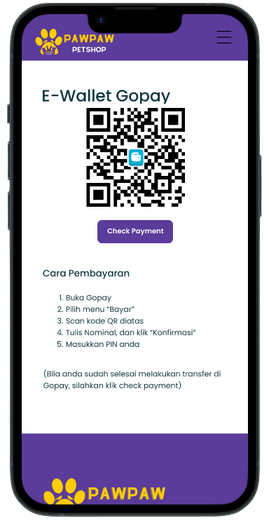 PAWPAW
PETSHOP
E-Wallet Gopay
Check Payment
Cara Pembayaran
1. Buka Gopay
2. Pilih menu “Bayar”
3. Scan kode QR diatas
4. Tulis Nominal, dan klik “Konfirmasi”
5. Masukkan PIN anda
(Bila anda sudah selesai melakukan transfer di
Gopay, silahkan klik check payment)
PAWPAW